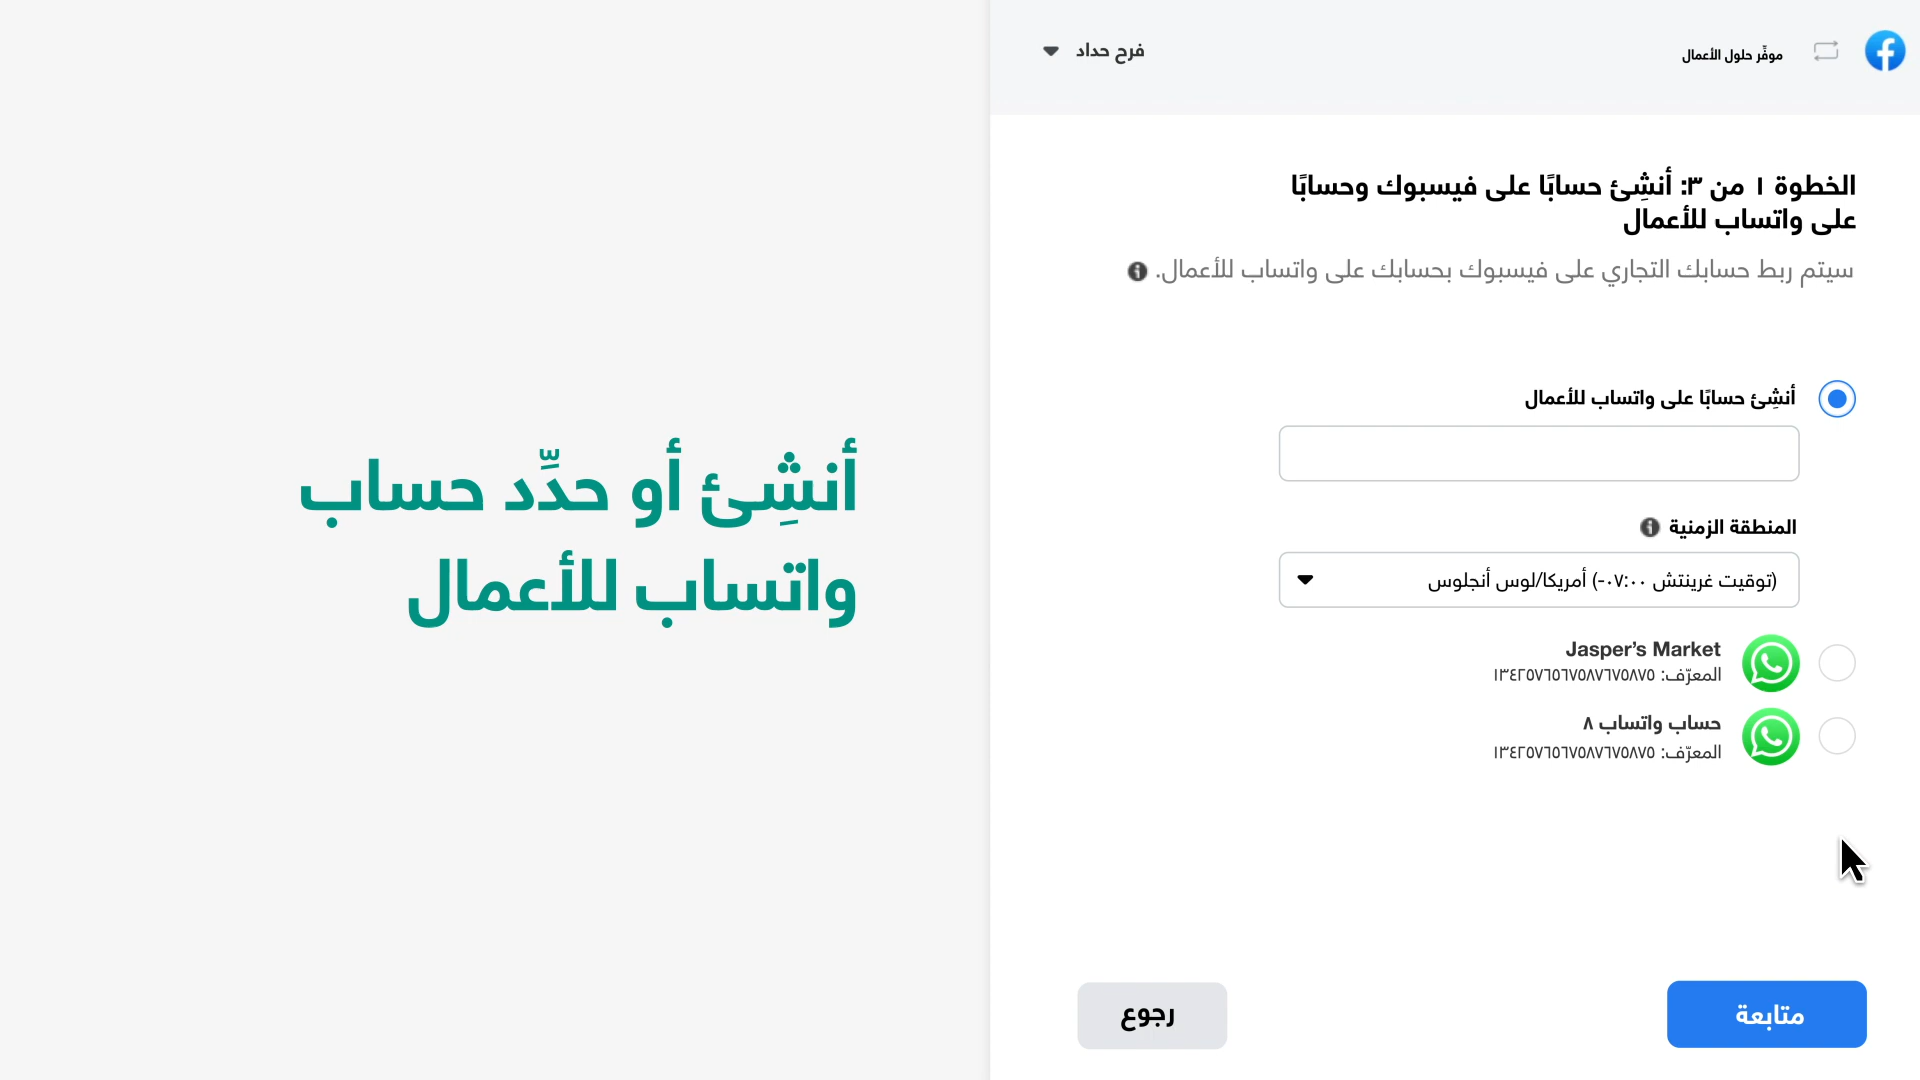 موفّر حلول الأعمال
فرح حداد
الخطوة ١ من ٣: أنشِئ حسابًا على فيسبوك وحسابًا
على واتساب للأعمال
سيتم ربط حسابك التجاري على فيسبوك بحسابك على واتساب للأعمال.
أنشِئ حسابًا على واتساب للأعمال
المنطقة الزمنية
(توقيت غرينتش ٠٧:٠٠-) أمريكا/لوس أنجلوس
Jasper’s Market
المعرّف: ١٣٤٢٥٧٦٥٦٧٥٨٧٦٧٥٨٧٥
حساب واتساب ٨
المعرّف: ١٣٤٢٥٧٦٥٦٧٥٨٧٦٧٥٨٧٥
متابعة
رجوع
أنشِئ أو حدِّد حساب
واتساب للأعمال